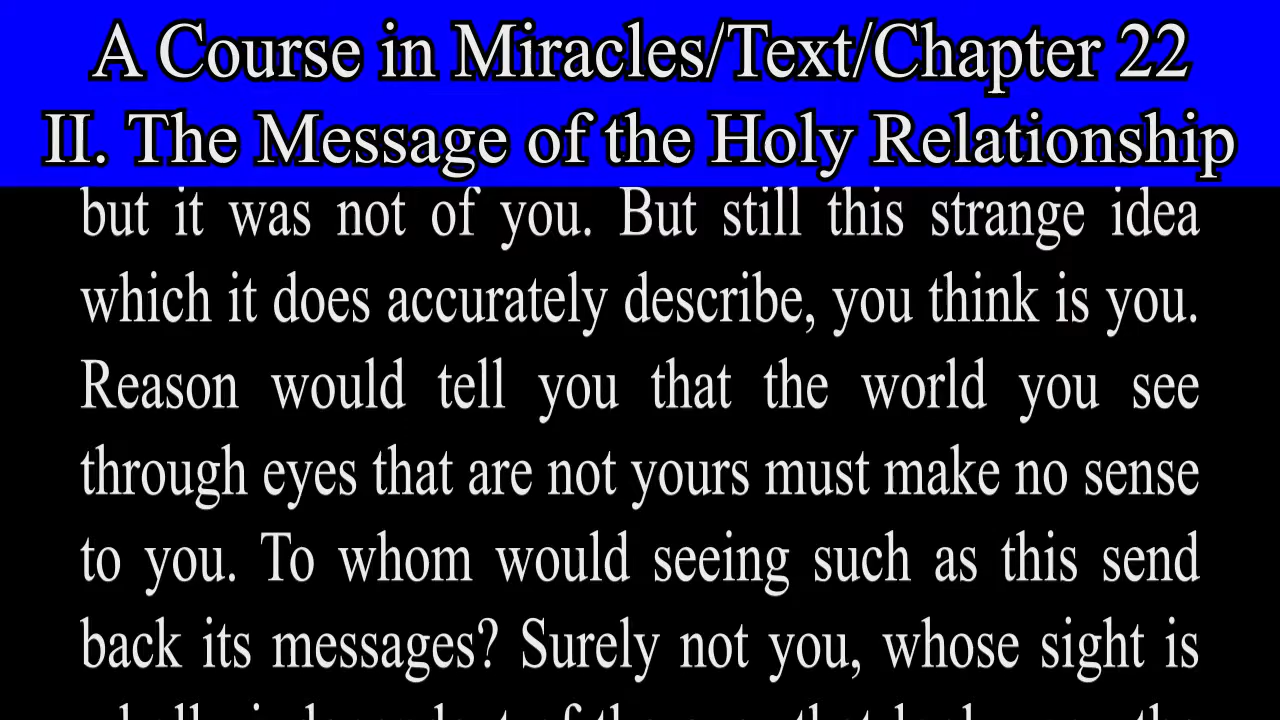 A Course in Miracles/Text/Chapter 22
II. The Message of the Holy Relationship
but it was not of you. But still this strange idea
which it does accurately describe, you think is you.
Reason would tell you that the world you see
through eyes that are not yours must make no sense
to you. To whom would seeing such as this send
back its messages? Surely not you, whose sight is